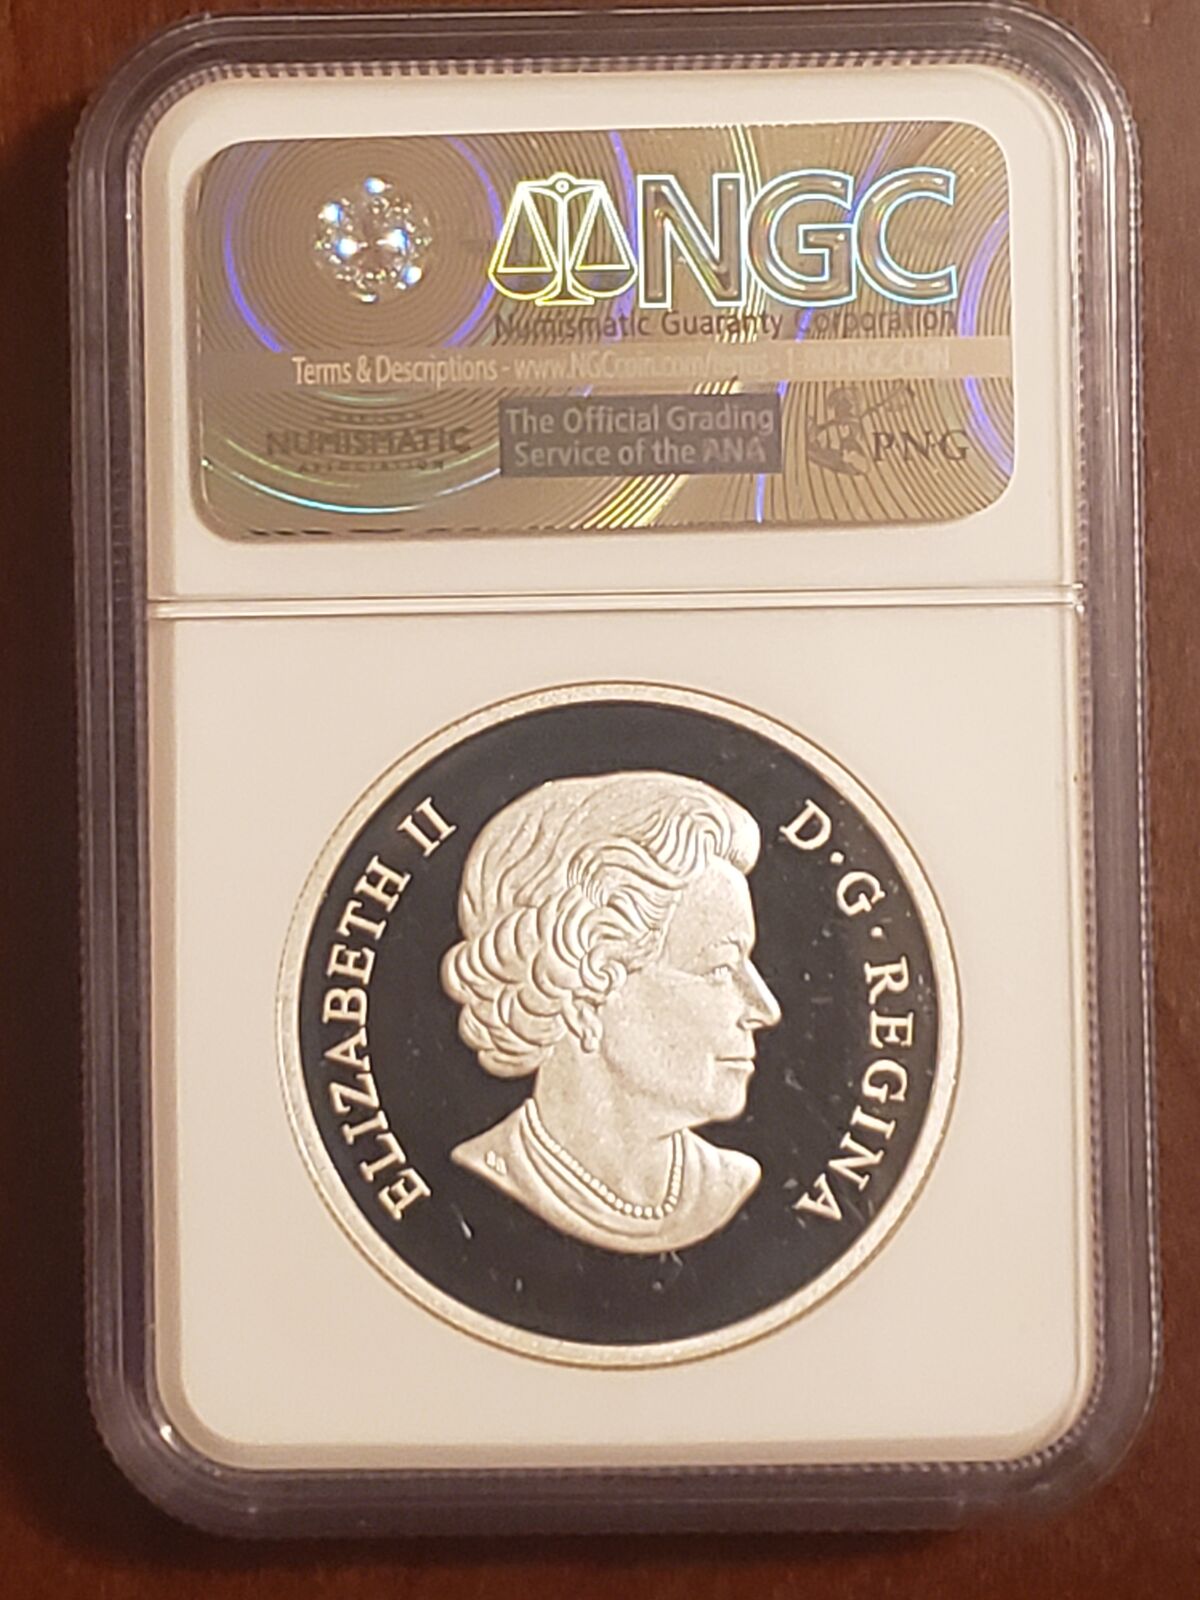 NGC
Numismatic Guaranty Corporation
Terms & Descriptions - www.NGCcoin.com/terms 1-800-NGC-COIN
NUMISMATIC
ASSOCIATION
The Official Grading
Service of the ANA
PNG
ELIZABETH II
D·G·REGINA